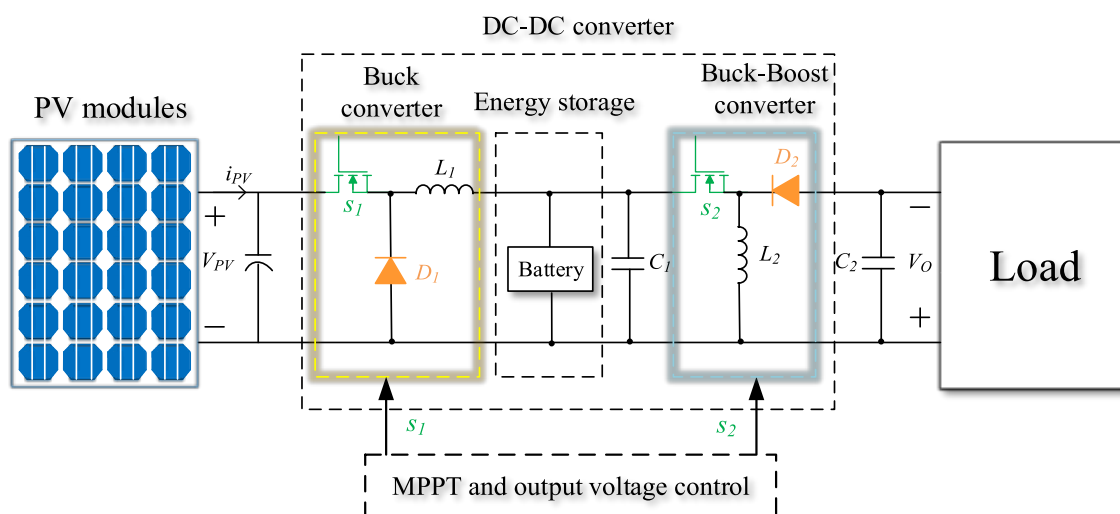 DC-DC converter
PV modules
Buck
converter
Energy storage
Buck-Boost
converter
iPV
+
VPV
−
s1
L1
D1
Battery
C1
s2
D2
L2
C2
−
VO
+
Load
s1
s2
MPPT and output voltage control